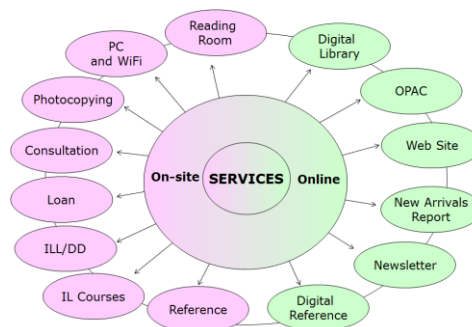 Reading
Room
Digital
Library
PC
and WiFi
OPAC
Photocopying
Web Site
Consultation
On-site
SERVICES
Online
Loan
New Arrivals
Report
ILL/DD
Newsletter
IL Courses
Reference
Digital
Reference